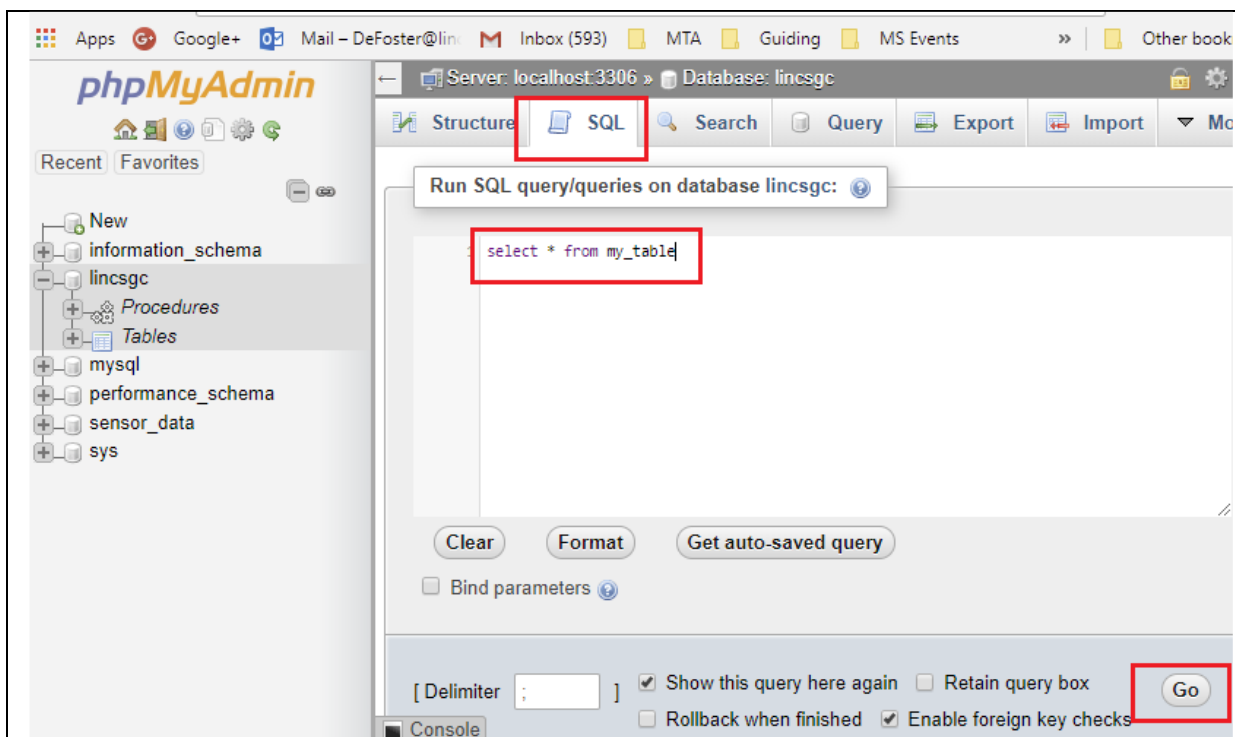 Apps Google+ Mail – DeFoster@lin Inbox (593) MTA Guiding MS Events » Other book
phpMyAdmin
Recent Favorites
New
information_schema
lincsgc
Procedures
Tables
mysql
performance_schema
sensor_data
sys
← Server: localhost:3306 » Database: lincsgc
Structure SQL Search Query Export Import Mo
Run SQL query/queries on database lincsgc:
1 select * from my_table
Clear Format Get auto-saved query
Bind parameters
[ Delimiter ; ] Show this query here again Retain query box Go
Rollback when finished Enable foreign key checks
Console